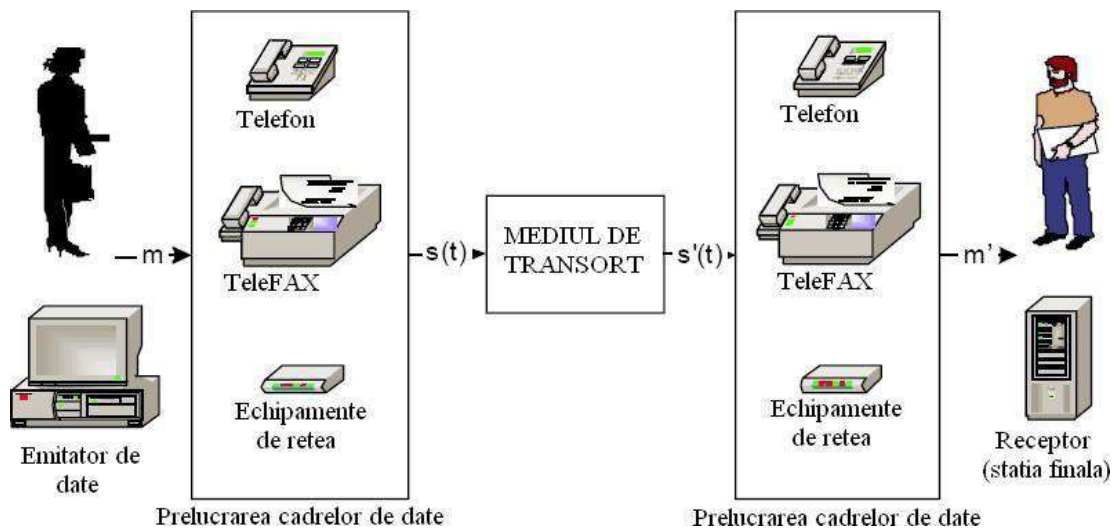 Telefon
TeleFAX
Echipamente
de retea
m
Emitator de
date
Prelucrarea cadrelor de date
s(t)
MEDIUL DE
TRANSORT
s'(t)
Telefon
TeleFAX
Echipamente
de retea
Prelucrarea cadrelor de date
m'
Receptor
(statia finala)